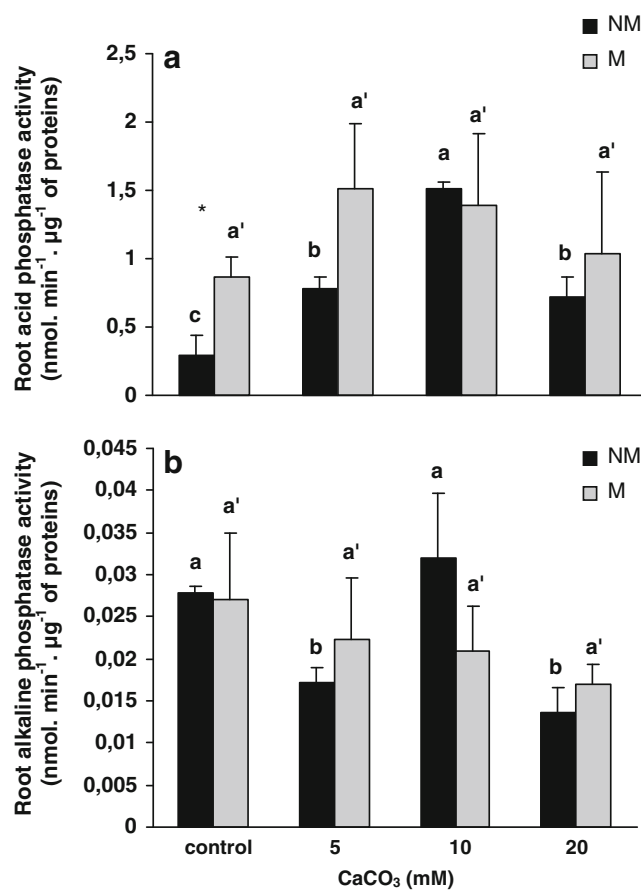 a
NM
M
Root acid phosphatase activity
(nmol. min⁻¹. µg⁻¹ of proteins)
2,5
2
1,5
1
0,5
0
*
c
a'
b
a'
a
a'
b
a'
b
NM
M
Root alkaline phosphatase activity
(nmol. min⁻¹. µg⁻¹ of proteins)
0,045
0,04
0,035
0,03
0,025
0,02
0,015
0,01
0,005
0
a
a'
b
a'
a
a'
b
a'
control 5 10 20
CaCO₃ (mM)